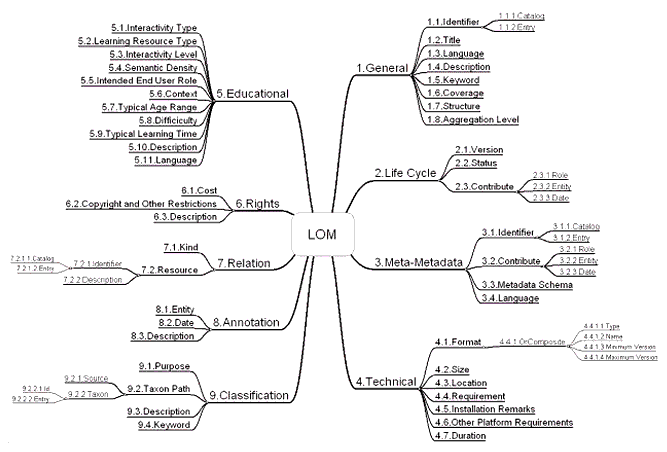 LOM
1.General
1.1.Identifier
1.1.1.Catalog
1.1.2.Entry
1.2.Title
1.3.Language
1.4.Description
1.5.Keyword
1.6.Coverage
1.7.Structure
1.8.Aggregation Level
2.Life Cycle
2.1.Version
2.2.Status
2.3.Contribute
2.3.1 Role
2.3.2 Entity
2.3.3 Date
3.Meta-Metadata
3.1.Identifier
3.1.1.Catalog
3.1.2.Entry
3.2.Contribute
3.2.1 Role
3.2.2 Entity
3.2.3 Date
3.3.Metadata Schema
3.4.Language
4.Technical
4.1.Format
4.4.1 OrComposite
4.4.1.1 Type
4.4.1.2 Name
4.4.1.3 Minimum Version
4.4.1.4 Maximum Version
4.2.Size
4.3.Location
4.4.Requirement
4.5.Installation Remarks
4.6.Other Platform Requirements
4.7.Duration
5.Educational
5.1.Interactivity Type
5.2.Learning Resource Type
5.3.Interactivity Level
5.4.Semantic Density
5.5.Intended End User Role
5.6.Context
5.7.Typical Age Range
5.8.Difficiculty
5.9.Typical Learning Time
5.10.Description
5.11.Language
6.Rights
6.1.Cost
6.2.Copyright and Other Restrictions
6.3.Description
7.Relation
7.1.Kind
7.2.Resource
7.2.1.Identifier
7.2.1.1.Catalog
7.2.1.2.Entry
7.2.2.Description
8.Annotation
8.1.Entity
8.2.Date
8.3.Description
9.Classification
9.1.Purpose
9.2.Taxon Path
9.2.1.Source
9.2.2.Taxon
9.2.2.1.Id
9.2.2.2.Entry
9.3.Description
9.4.Keyword